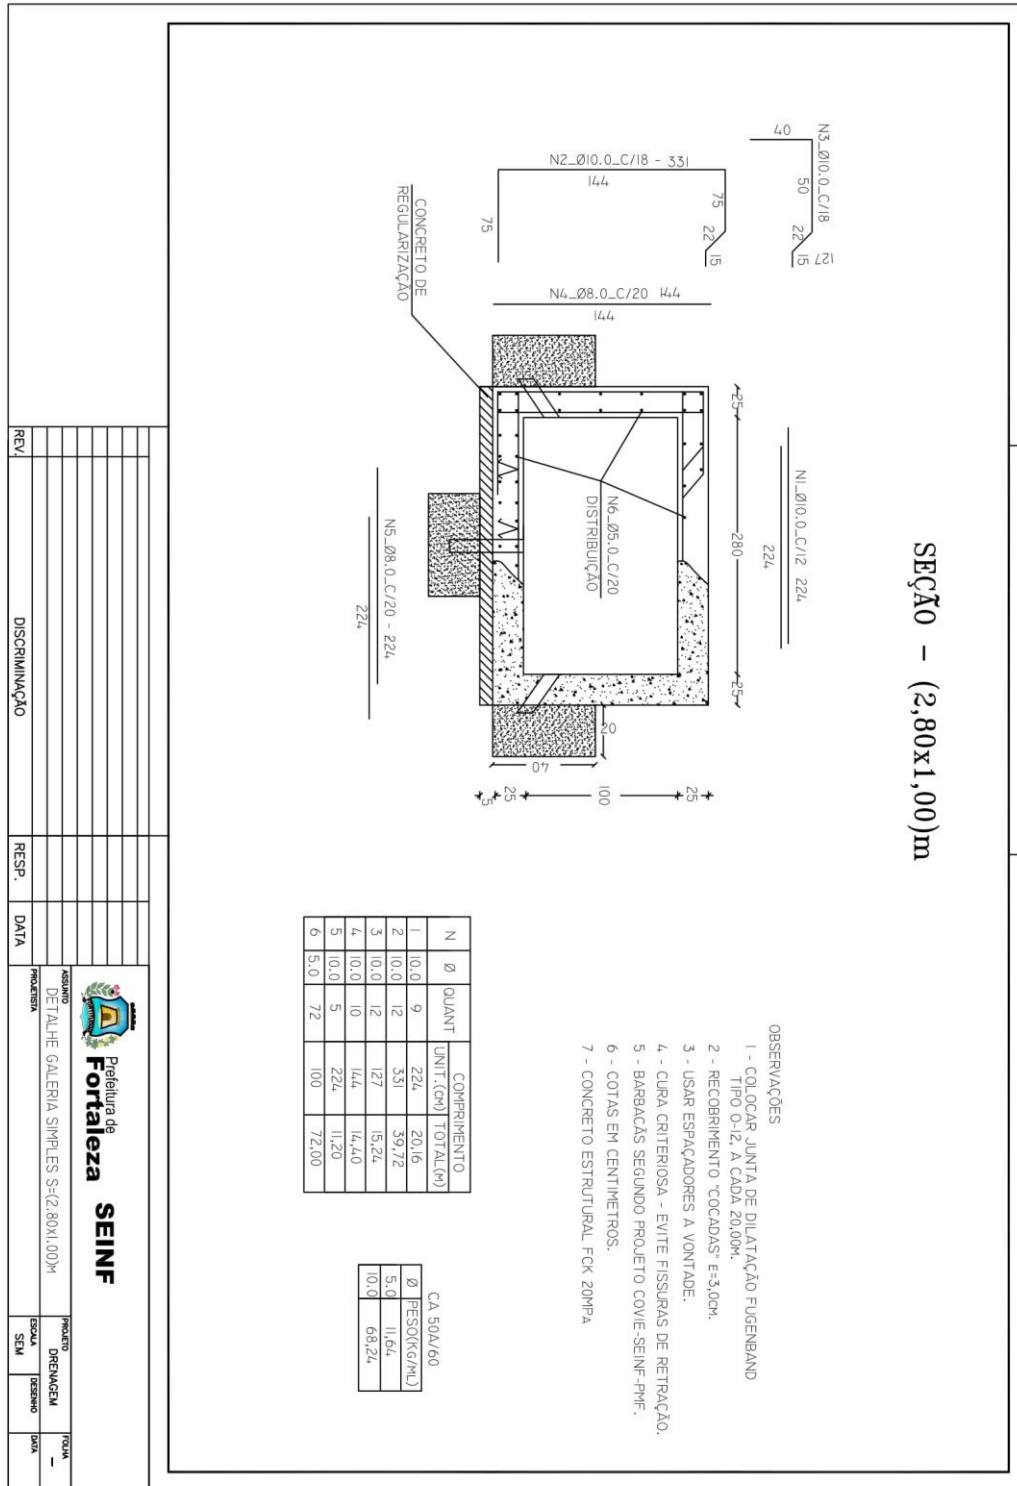 SEÇÃO - (2,80x1,00)m
N3_Ø10.0_C/18
40
50
22
15
127
N2_Ø10.0_C/18 - 331
144
75
75
22
15
N4_Ø8.0_C/20 144
144
CONCRETO DE
REGULARIZAÇÃO
N1_Ø10.0_C/12 224
224
25
280
25
N6_Ø5.0_C/20
DISTRIBUIÇÃO
N5_Ø8.0_C/20 - 224
224
20
40
5
25
100
25
OBSERVAÇÕES
1 - COLOCAR JUNTA DE DILATAÇÃO FUGENBAND
TIPO O-12, A CADA 20,00M.
2 - RECOBRIMENTO "COCADAS" E=3,0CM.
3 - USAR ESPAÇADORES A VONTADE.
4 - CURA CRITERIOSA - EVITE FISSURAS DE RETRAÇÃO.
5 - BARBACÃS SEGUNDO PROJETO COVIE-SEINF-PMF.
6 - COTAS EM CENTIMETROS.
7 - CONCRETO ESTRUTURAL FCK 20MPA
N Ø QUANT COMPRIMENTO
UNIT.(CM) TOTAL(M)
1 10.0 9 224 20,16
2 10.0 12 331 39,72
3 10.0 12 127 15,24
4 10.0 10 144 14,40
5 10.0 5 224 11,20
6 5.0 72 100 72,00
CA 50A/60
Ø PESO(KG/ML)
5.0 11,64
10.0 68,24
REV. DISCRIMINAÇÃO RESP. DATA
Prefeitura de
Fortaleza SEINF
ASSUNTO
DETALHE GALERIA SIMPLES S=(2.80X1.00)M
PROJETISTA
PROJETO
DRENAGEM
FOLHA
-
ESCALA
SEM
DESENHO
DATA